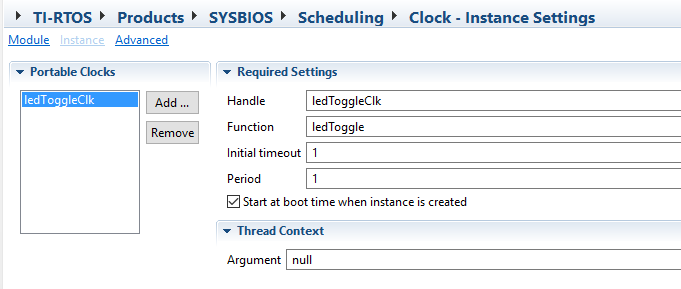 TI-RTOS Products SYSBIOS Scheduling Clock - Instance Settings
Module Instance Advanced
Portable Clocks
ledToggleClk
Add ...
Remove
Required Settings
Handle ledToggleClk
Function ledToggle
Initial timeout 1
Period 1
Start at boot time when instance is created
Thread Context
Argument null